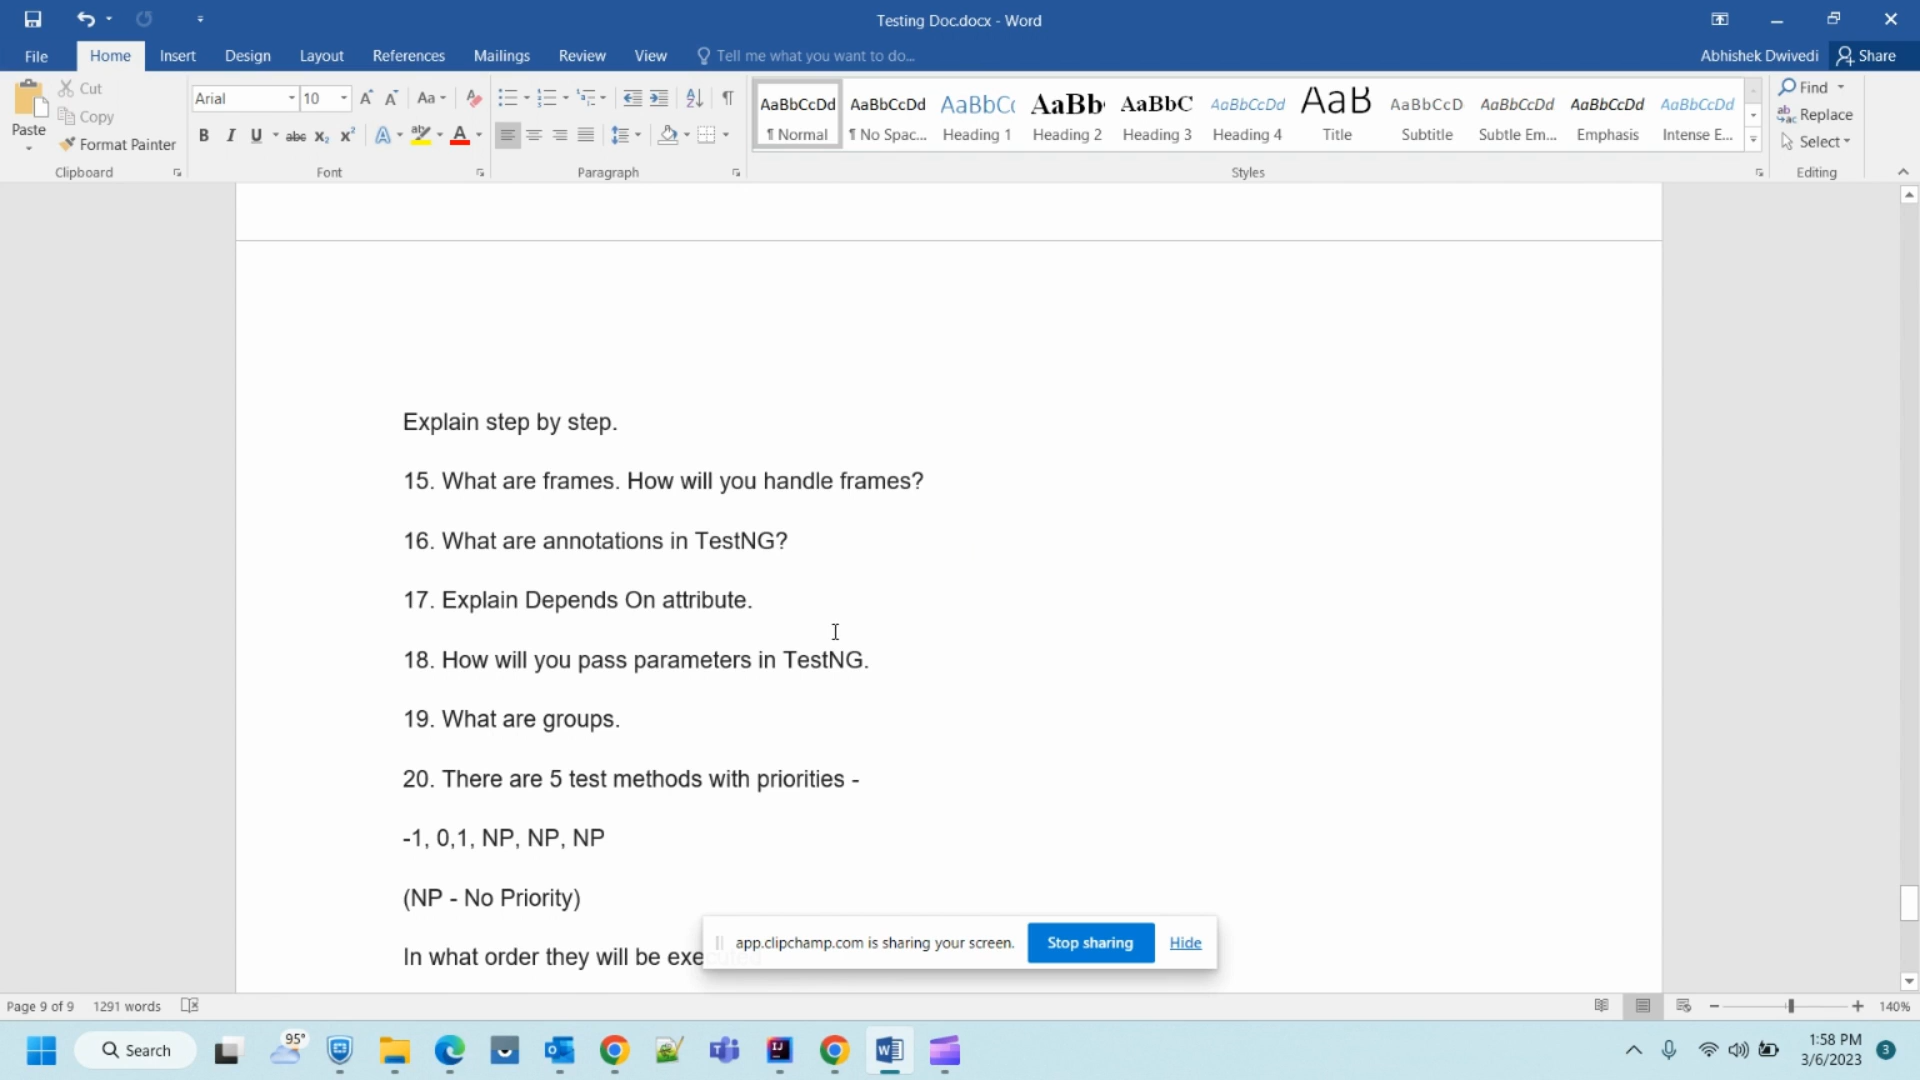 Testing Doc.docx - Word
File Home Insert Design Layout References Mailings Review View Tell me what you want to do... Abhishek Dwivedi Share
Paste Cut Copy Format Painter Clipboard
Arial 10 Font
Paragraph
AaBbCcDd ¶ Normal
AaBbCcDd ¶ No Spac...
AaBbCc Heading 1
AaBb Heading 2
AaBbC Heading 3
AaBbCcDd Heading 4
AaB Title
AaBbCcD Subtitle
AaBbCcDd Subtle Em...
AaBbCcDd Emphasis
AaBbCcDd Intense E...
Styles
Find Replace Select Editing
Explain step by step.
15. What are frames. How will you handle frames?
16. What are annotations in TestNG?
17. Explain Depends On attribute.
18. How will you pass parameters in TestNG.
19. What are groups.
20. There are 5 test methods with priorities -
-1, 0,1, NP, NP, NP
(NP - No Priority)
In what order they will be
app.clipchamp.com is sharing your screen. Stop sharing Hide
Page 9 of 9 1291 words 140%
95° Search
1:58 PM
3/6/2023 3